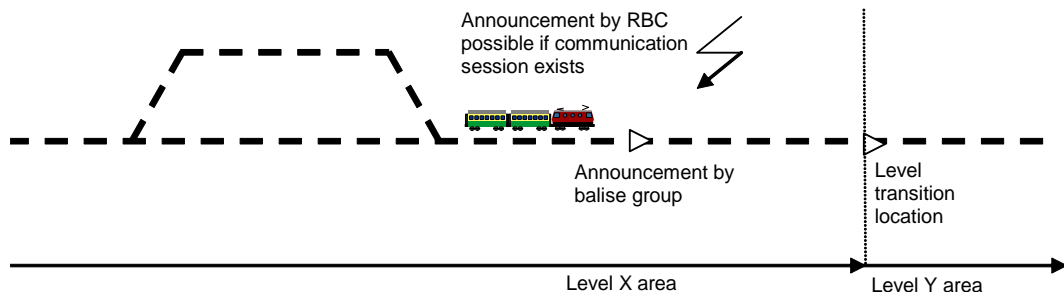 Announcement by RBC
possible if communication
session exists
Announcement by
balise group
Level
transition
location
Level X area
Level Y area